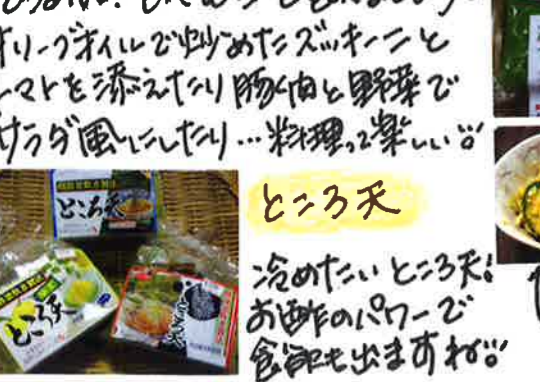 オリーブオイルで炒めたズッキーニと
トマトを添えたり豚肉と野菜で
サラダ風にしたり…料理って楽しい
ところ天
ところ天
ところ天
冷めたいところ天!
お酢のパワーで
食欲も出ますね